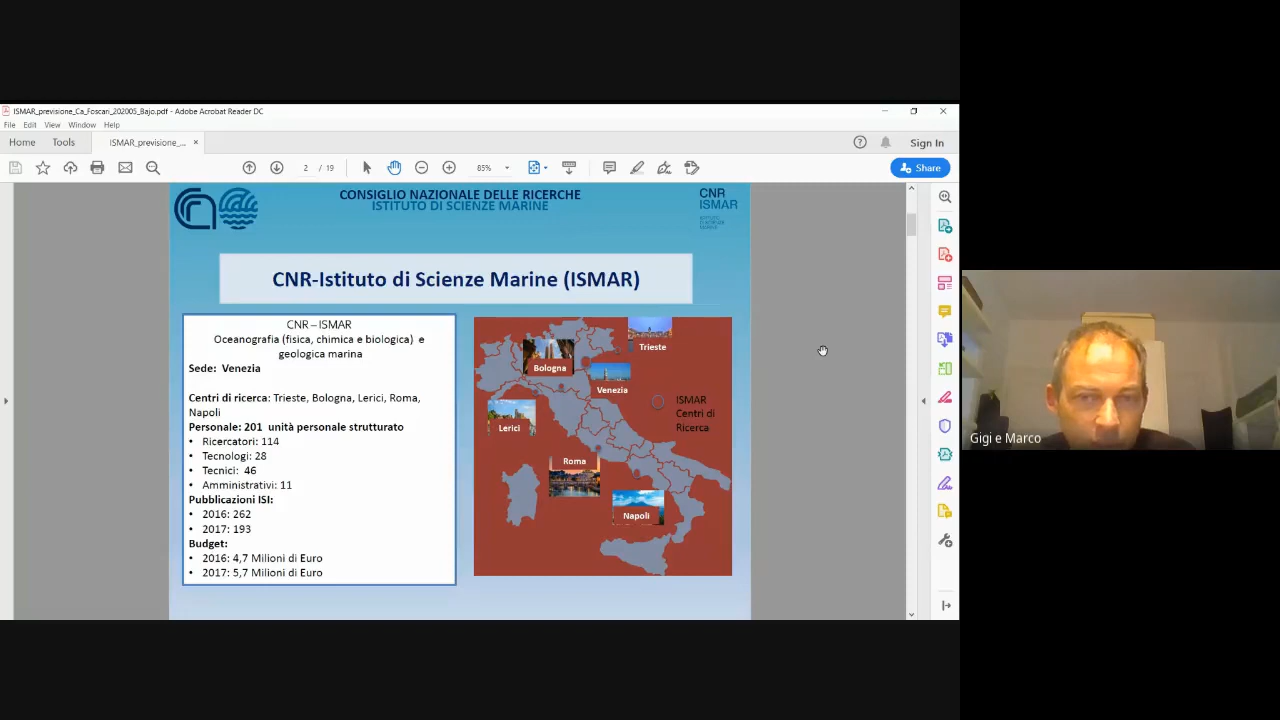 ISMAR_previsione_Ca_Foscari_202005_Bajo.pdf - Adobe Acrobat Reader DC
File Edit View Window Help
Home Tools ISMAR_previsione_... × Sign In
2 / 19 85% Share
CONSIGLIO NAZIONALE DELLE RICERCHE
ISTITUTO DI SCIENZE MARINE
CNR
ISMAR
ISTITUTO
DI SCIENZE
MARINE
CNR-Istituto di Scienze Marine (ISMAR)
CNR – ISMAR
Oceanografia (fisica, chimica e biologica) e
geologica marina
Sede: Venezia
Centri di ricerca: Trieste, Bologna, Lerici, Roma,
Napoli
Personale: 201 unità personale strutturato
• Ricercatori: 114
• Tecnologi: 28
• Tecnici: 46
• Amministrativi: 11
Pubblicazioni ISI:
• 2016: 262
• 2017: 193
Budget:
• 2016: 4,7 Milioni di Euro
• 2017: 5,7 Milioni di Euro
Trieste
Bologna
Venezia
ISMAR
Centri di
Ricerca
Lerici
Roma
Napoli
Gigi e Marco